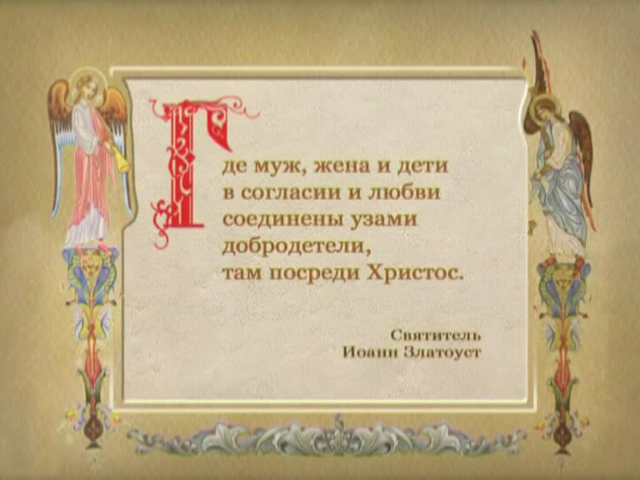 Где муж, жена и дети
в согласии и любви
соединены узами
добродетели,
там посреди Христос.
Святитель
Иоанн Златоуст